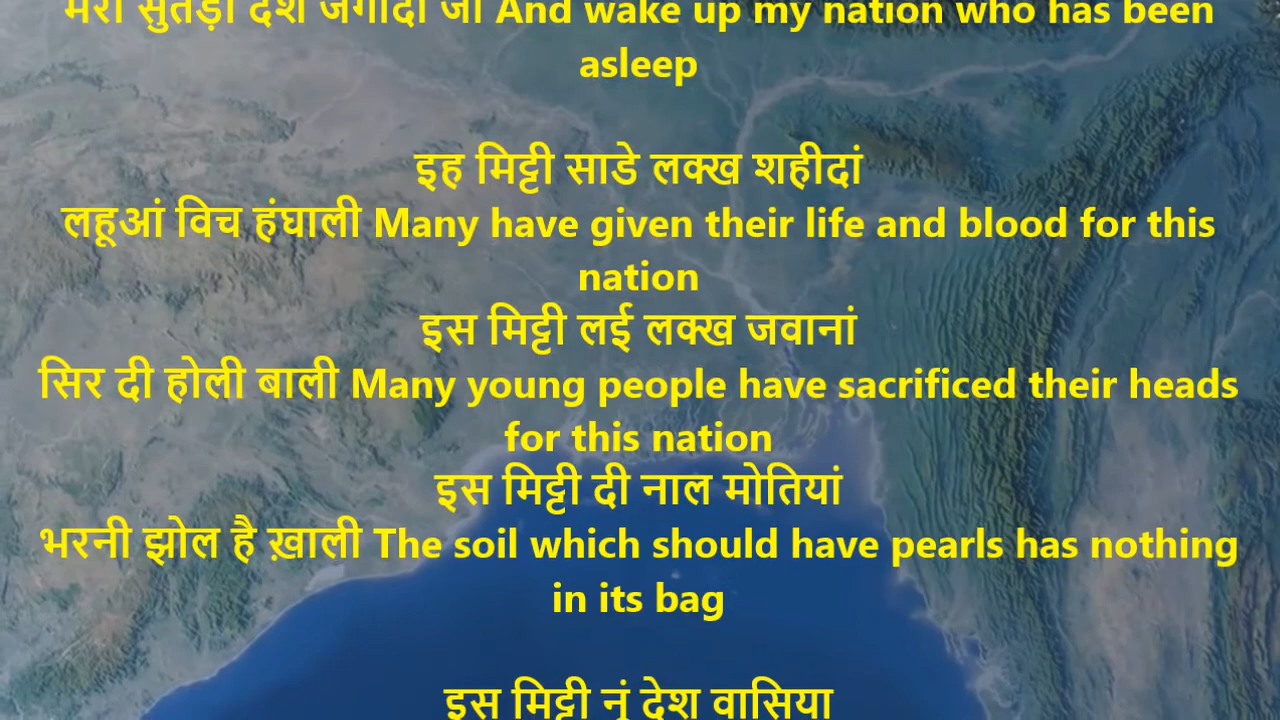 मेरा सुतड़ा देश जगादा जा And wake up my nation who has been
asleep
इह मिट्टी साडे लक्ख शहीदां
लहूआं विच हंघाली Many have given their life and blood for this
nation
इस मिट्टी लई लक्ख जवानां
सिर दी होली बाली Many young people have sacrificed their heads
for this nation
इस मिट्टी दी नाल मोतियां
भरनी झोल है ख़ाली The soil which should have pearls has nothing
in its bag
इस मिट्टी नूं देश वासिया